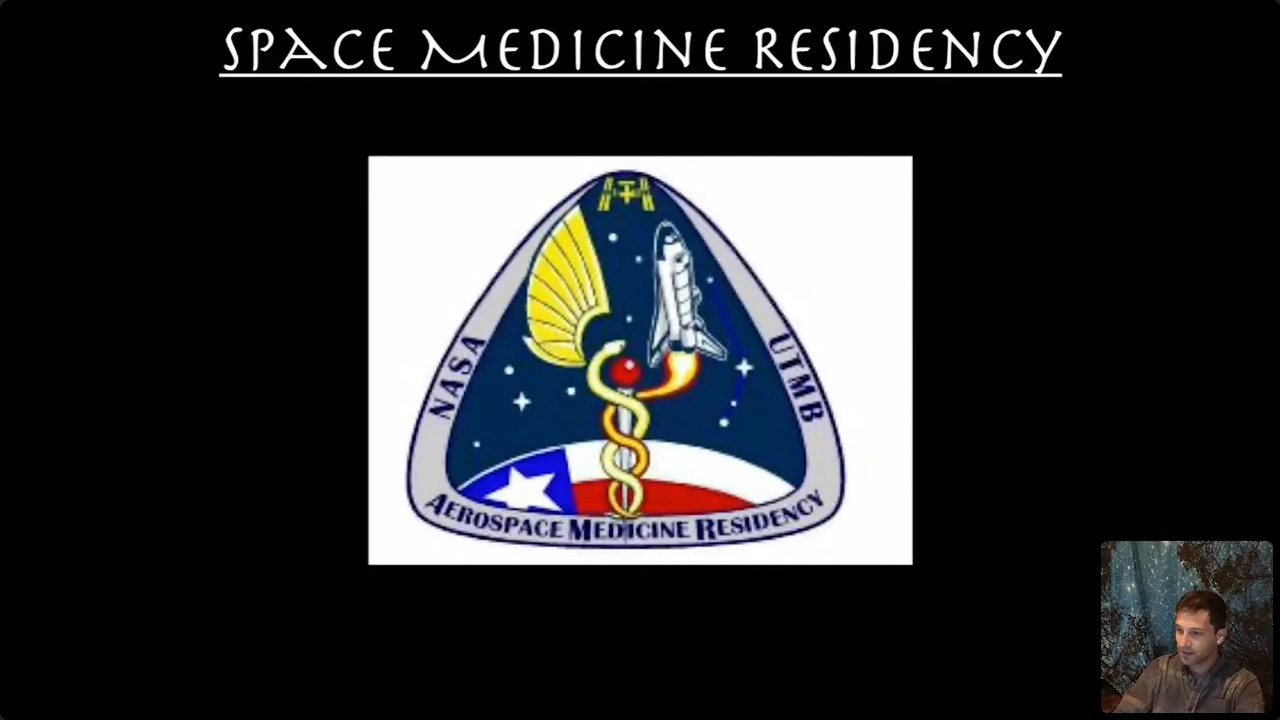 SPACE MEDICINE RESIDENCY
NASA
UTMB
AEROSPACE MEDICINE RESIDENCY